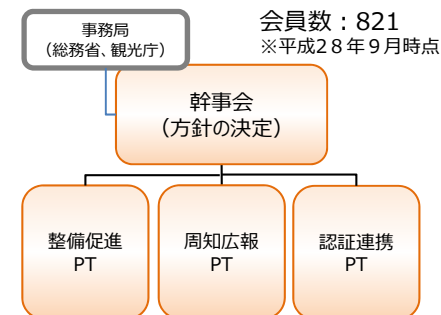 事務局
（総務省、観光庁）
会員数：821
※平成２８年９月時点
幹事会
（方針の決定）
整備促進
PT
周知広報
PT
認証連携
PT